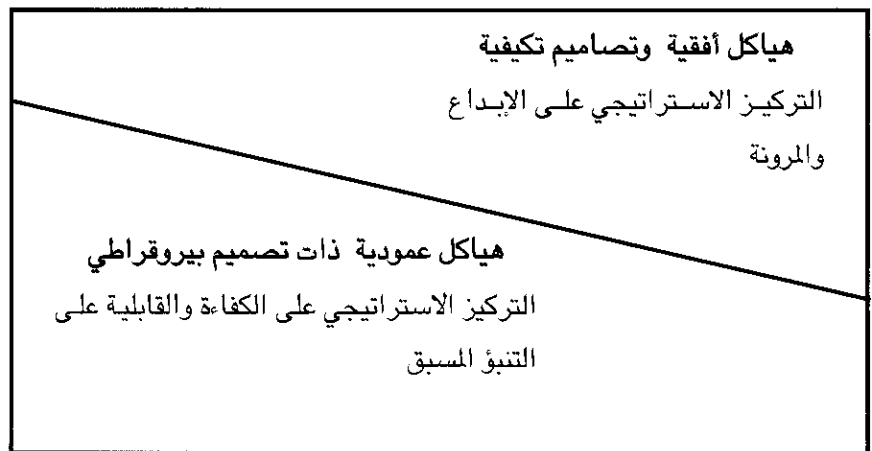 هياكل أفقية وتصاميم تكيفية
التركيز الاستراتيجي على الإبداع
والمرونة
هياكل عمودية ذات تصميم بيروقراطي
التركيز الاستراتيجي على الكفاءة والقابلية على
التنبؤ المسبق